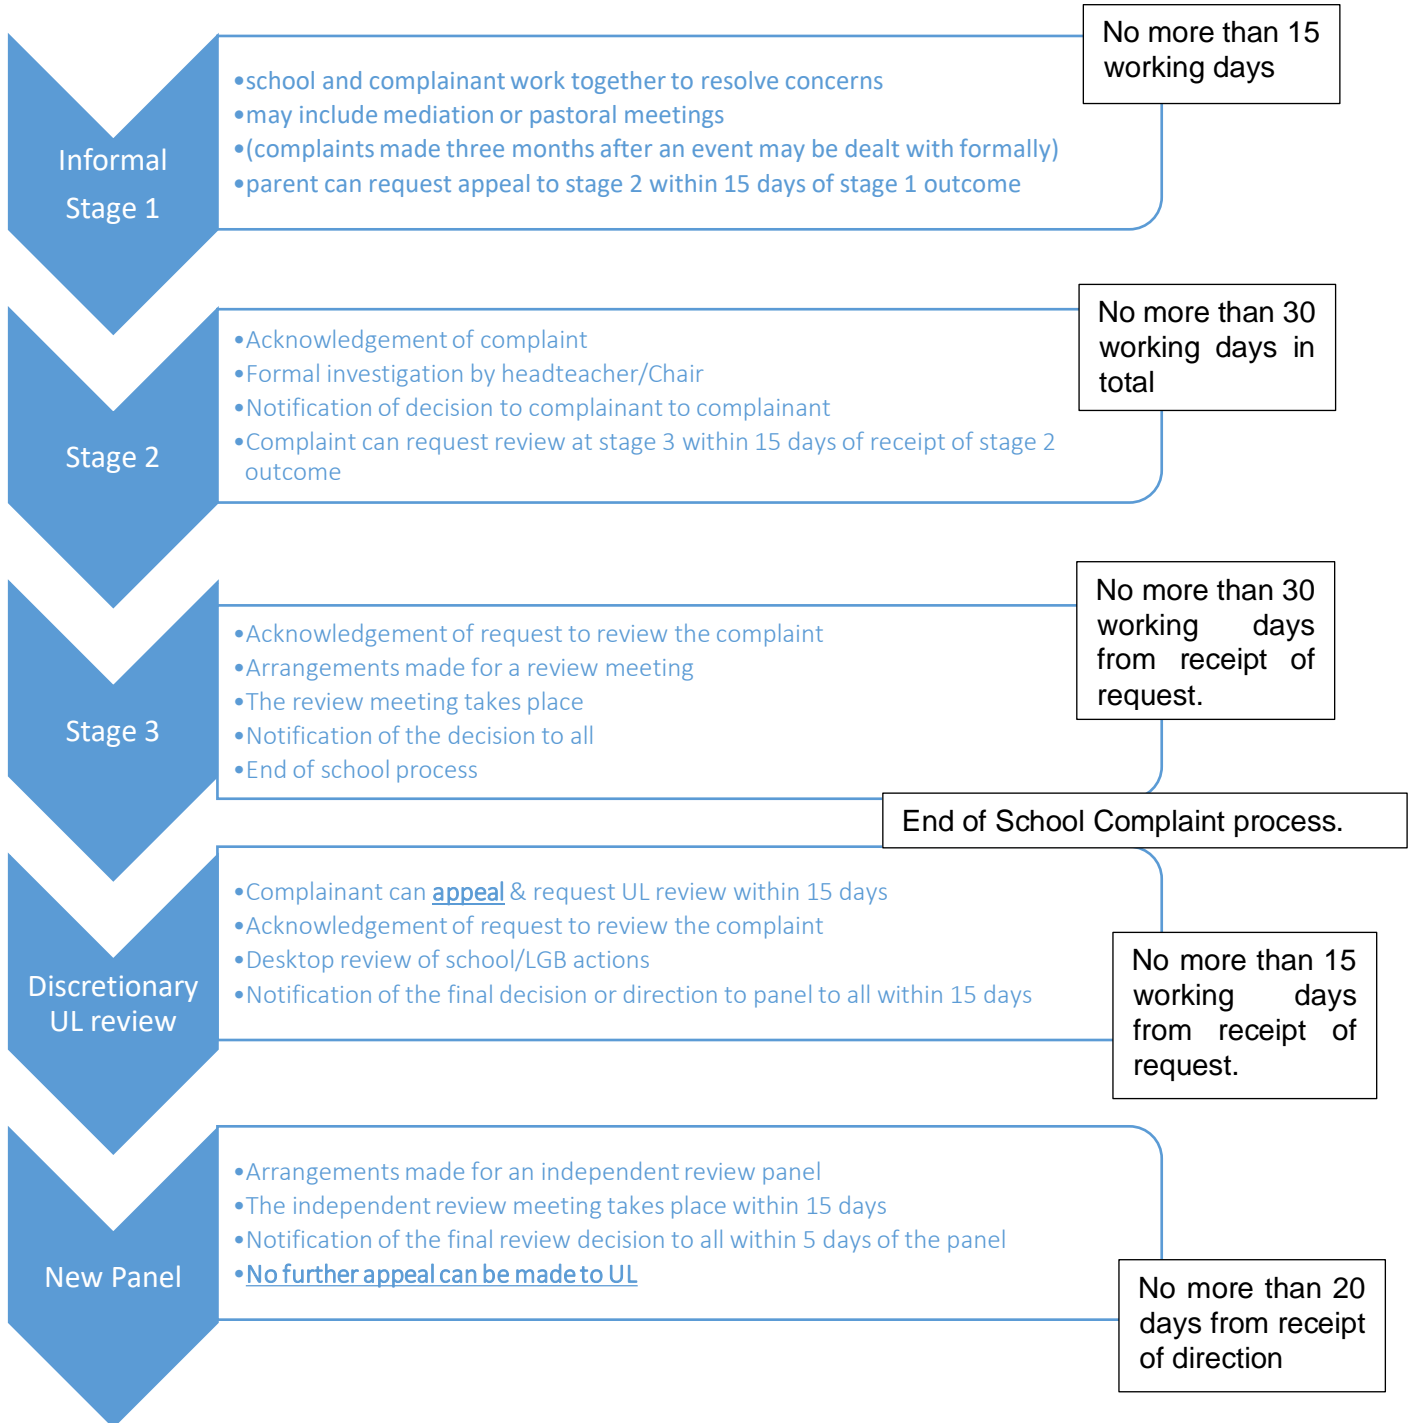 No more than 15
working days
Informal
Stage 1
•school and complainant work together to resolve concerns
•may include mediation or pastoral meetings
•(complaints made three months after an event may be dealt with formally)
•parent can request appeal to stage 2 within 15 days of stage 1 outcome
No more than 30
working days in
total
Stage 2
•Acknowledgement of complaint
•Formal investigation by headteacher/Chair
•Notification of decision to complainant to complainant
•Complaint can request review at stage 3 within 15 days of receipt of stage 2
outcome
No more than 30
working days
from receipt of
request.
Stage 3
•Acknowledgement of request to review the complaint
•Arrangements made for a review meeting
•The review meeting takes place
•Notification of the decision to all
•End of school process
End of School Complaint process.
Discretionary
UL review
•Complainant can appeal & request UL review within 15 days
•Acknowledgement of request to review the complaint
•Desktop review of school/LGB actions
•Notification of the final decision or direction to panel to all within 15 days
No more than 15
working days
from receipt of
request.
New Panel
•Arrangements made for an independent review panel
•The independent review meeting takes place within 15 days
•Notification of the final review decision to all within 5 days of the panel
•No further appeal can be made to UL
No more than 20
days from receipt
of direction